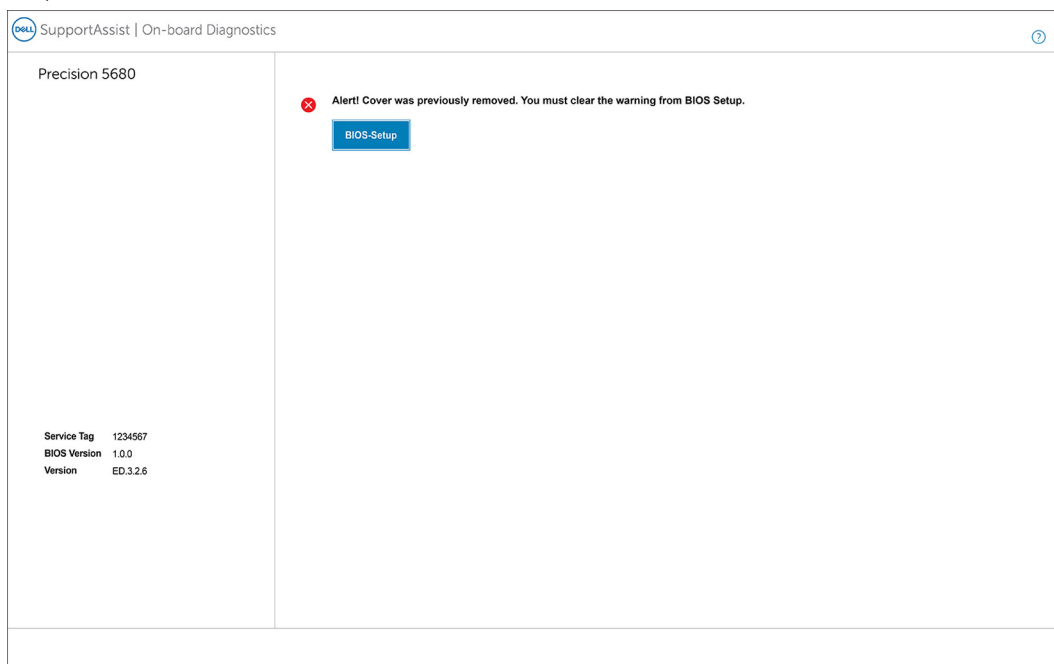 DELL SupportAssist | On-board Diagnostics
?
Precision 5680
Alert! Cover was previously removed. You must clear the warning from BIOS Setup.
BIOS-Setup
Service Tag 1234567
BIOS Version 1.0.0
Version ED.3.2.6